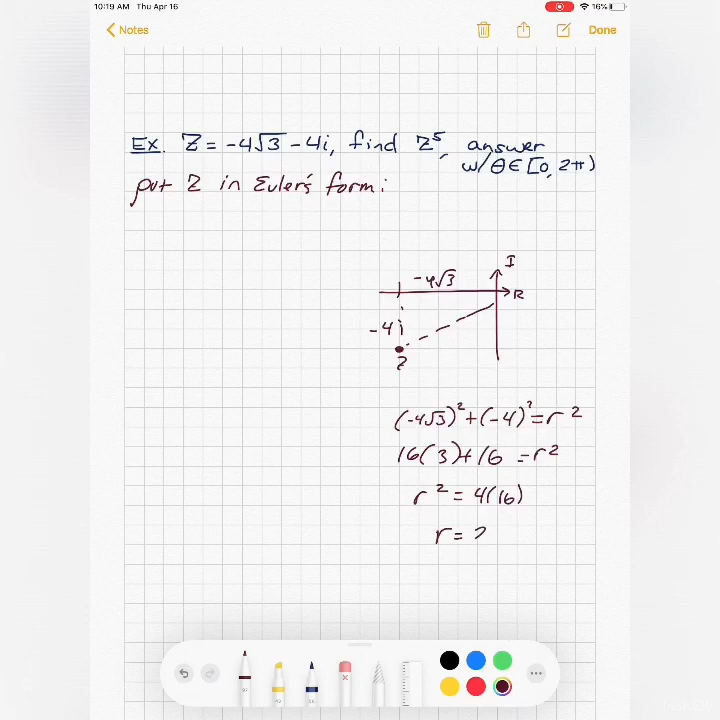 10:19 AM Thu Apr 16
16%
Notes
Done
Ex. Z = -4√3 - 4i, find Z⁵, answer
w/ θ ∈ [0, 2π)
put Z in Euler's form:
I
-4√3
R
-4i
Z
(-4√3)² + (-4)² = r²
16(3) + 16 = r²
r² = 4(16)
r = 2
97